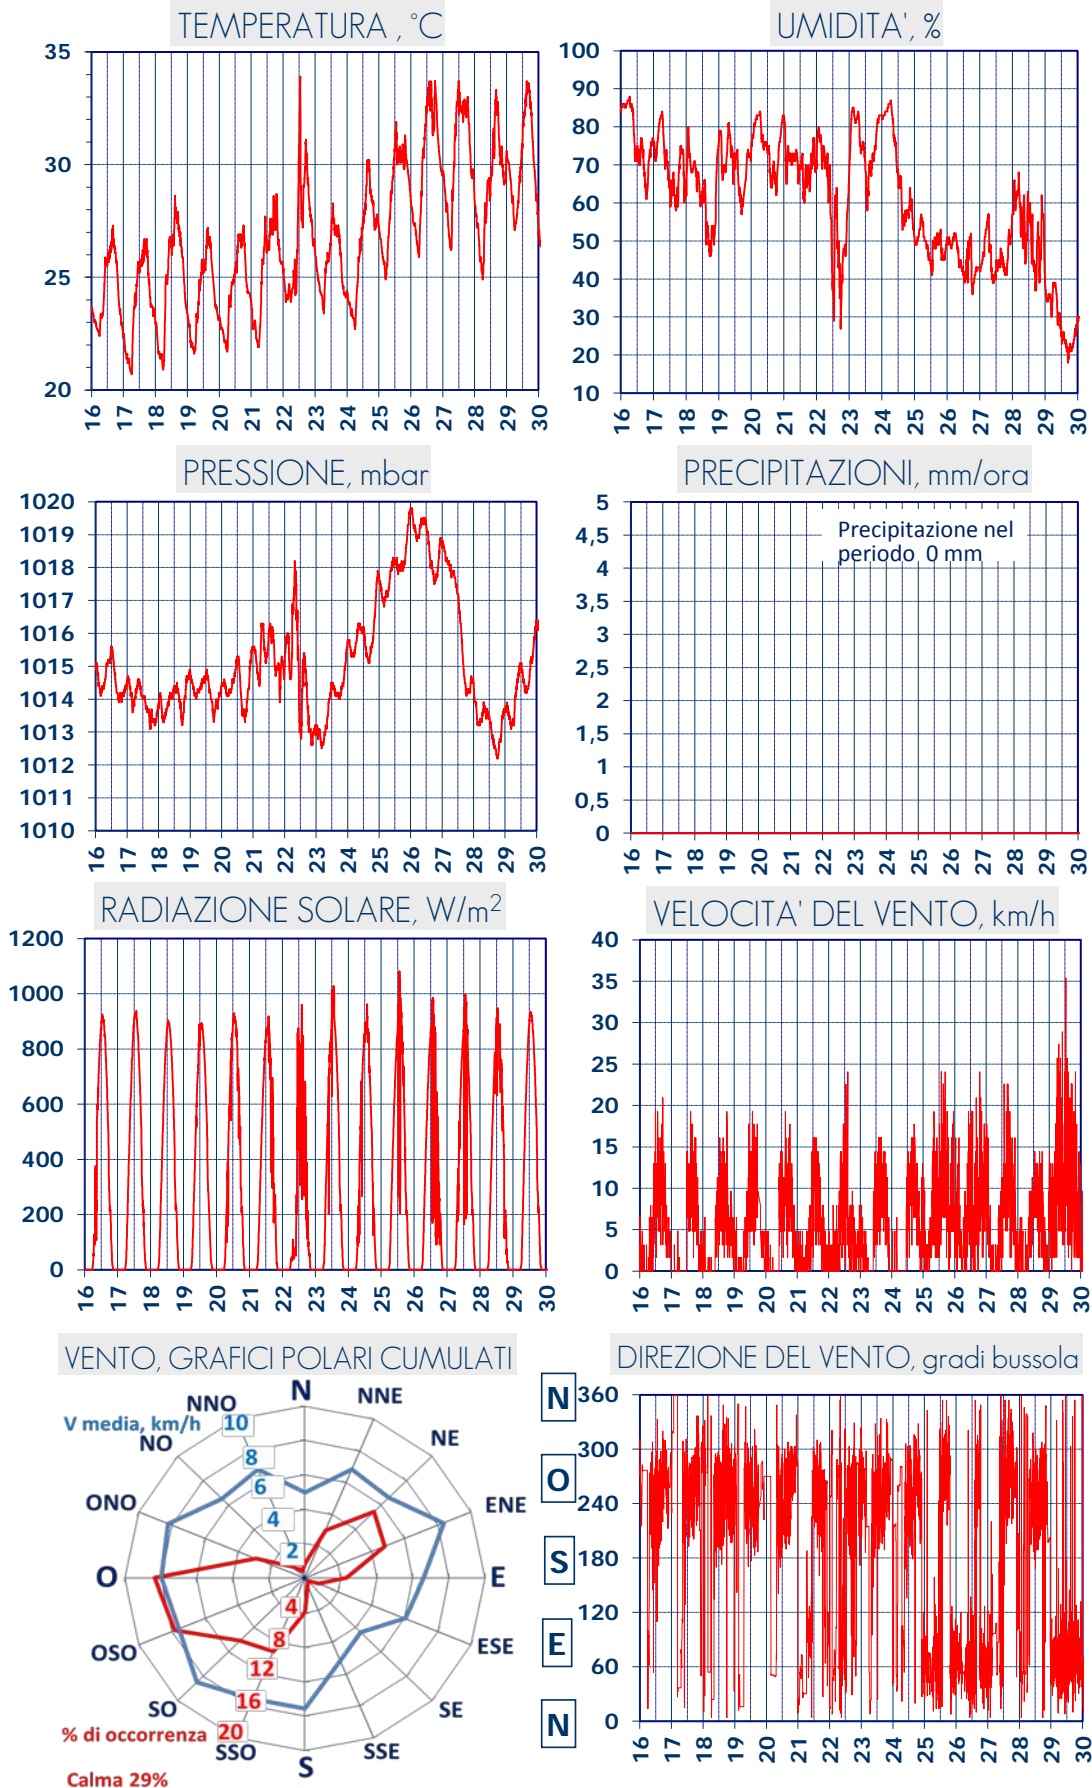 TEMPERATURA , °C
35
30
25
20
16 17 18 19 20 21 22 23 24 25 26 27 28 29 30
UMIDITA', %
100
90
80
70
60
50
40
30
20
10
16 17 18 19 20 21 22 23 24 25 26 27 28 29 30
PRESSIONE, mbar
1020
1019
1018
1017
1016
1015
1014
1013
1012
1011
1010
16 17 18 19 20 21 22 23 24 25 26 27 28 29 30
PRECIPITAZIONI, mm/ora
Precipitazione nel
periodo 0 mm
5
4,5
4
3,5
3
2,5
2
1,5
1
0,5
0
16 17 18 19 20 21 22 23 24 25 26 27 28 29 30
RADIAZIONE SOLARE, W/m²
1200
1000
800
600
400
200
0
16 17 18 19 20 21 22 23 24 25 26 27 28 29 30
VELOCITA' DEL VENTO, km/h
40
35
30
25
20
15
10
5
0
16 17 18 19 20 21 22 23 24 25 26 27 28 29 30
VENTO, GRAFICI POLARI CUMULATI
V media, km/h
10
8
6
4
2
N
NNE
NE
ENE
E
ESE
SE
SSE
S
SSO
SO
OSO
O
ONO
NO
NNO
4
8
12
16
20
% di occorrenza
Calma 29%
DIREZIONE DEL VENTO, gradi bussola
N
O
S
E
N
360
300
240
180
120
60
0
16 17 18 19 20 21 22 23 24 25 26 27 28 29 30